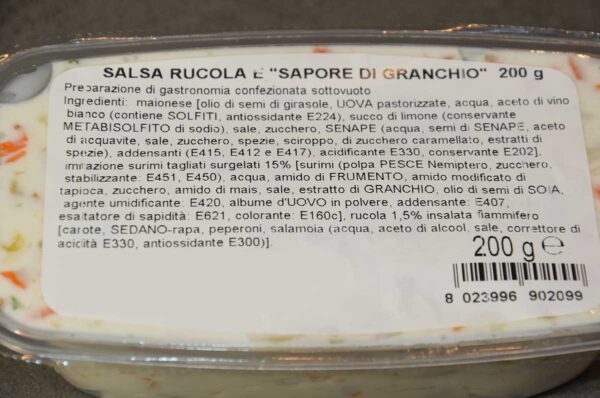 SALSA RUCOLA E "SAPORE DI GRANCHIO" 200 g
Preparazione di gastronomia confezionata sottovuoto
Ingredienti: maionese [olio di semi di girasole, UOVA pastorizzate, acqua, aceto di vino
bianco (contiene SOLFITI, antiossidante E224), succo di limone (conservante
METABISOLFITO di sodio), sale, zucchero, SENAPE (acqua, semi di SENAPE, aceto
di acquavite, sale, zucchero, spezie, sciroppo, di zucchero caramellato, estratti di
spezie), addensanti (E415, E412 e E417), acidificante E330, conservante E202],
imitazione surimi tagliati surgelati 15% [surimi (polpa PESCE Nemiptero, zucchero,
stabilizzante: E451, E450), acqua, amido di FRUMENTO, amido modificato di
tapioca, zucchero, amido di mais, sale, estratto di GRANCHIO, olio di semi di SOIA,
agente umidificante: E420, albume d'UOVO in polvere, addensante: E407,
esaltatore di sapidità: E621, colorante: E160c], rucola 1,5% insalata fiammifero
[carote, SEDANO-rapa, peperoni, salamoia (acqua, aceto di alcool, sale, correttore di
acidità E330, antiossidante E300)].
200 g e
8 023996 902099